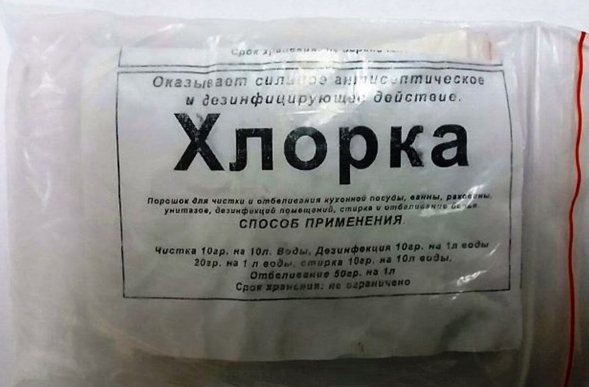 Срок хранения: не ограничено
Оказывает сильное антисептическое
и дезинфицирующее действие.
Хлорка
Порошок для чистки и отбеливания кухонной посуды, ванны, раковины,
унитазов, дезинфикций помещений, стирка и отбеливание белья.
СПОСОБ ПРИМЕНЕНИЯ
Чистка 10гр. на 10л. Воды, Дезинфекция 10гр. на 1л воды
20гр. на 1 л воды, стирка 10гр. на 10л воды,
Отбеливание 50гр. на 1л
Срок хранения: не ограничено